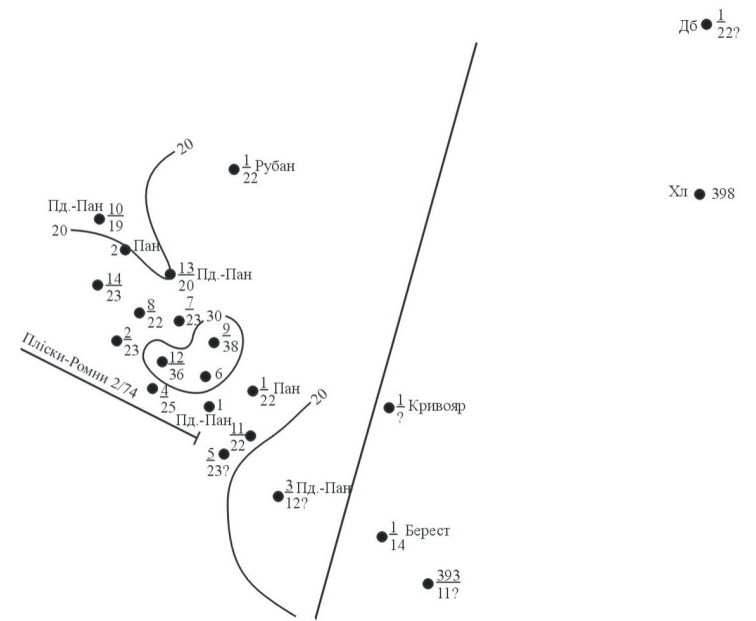 Дб 1
22?
20
1 Рубан
22
Хл 398
Пд.-Пан 10
19
20
2 Пан
13 Пд.-Пан
20
14
23
8
22
7
23
30
9
38
2
23
12
36
6
Пліски-Ромни 2/74
4
25
1 Пан
22
20
1
Пд.-Пан
11
22
1 Кривояр
?
5
23?
3 Пд.-Пан
12?
1 Берест
14
393
11?